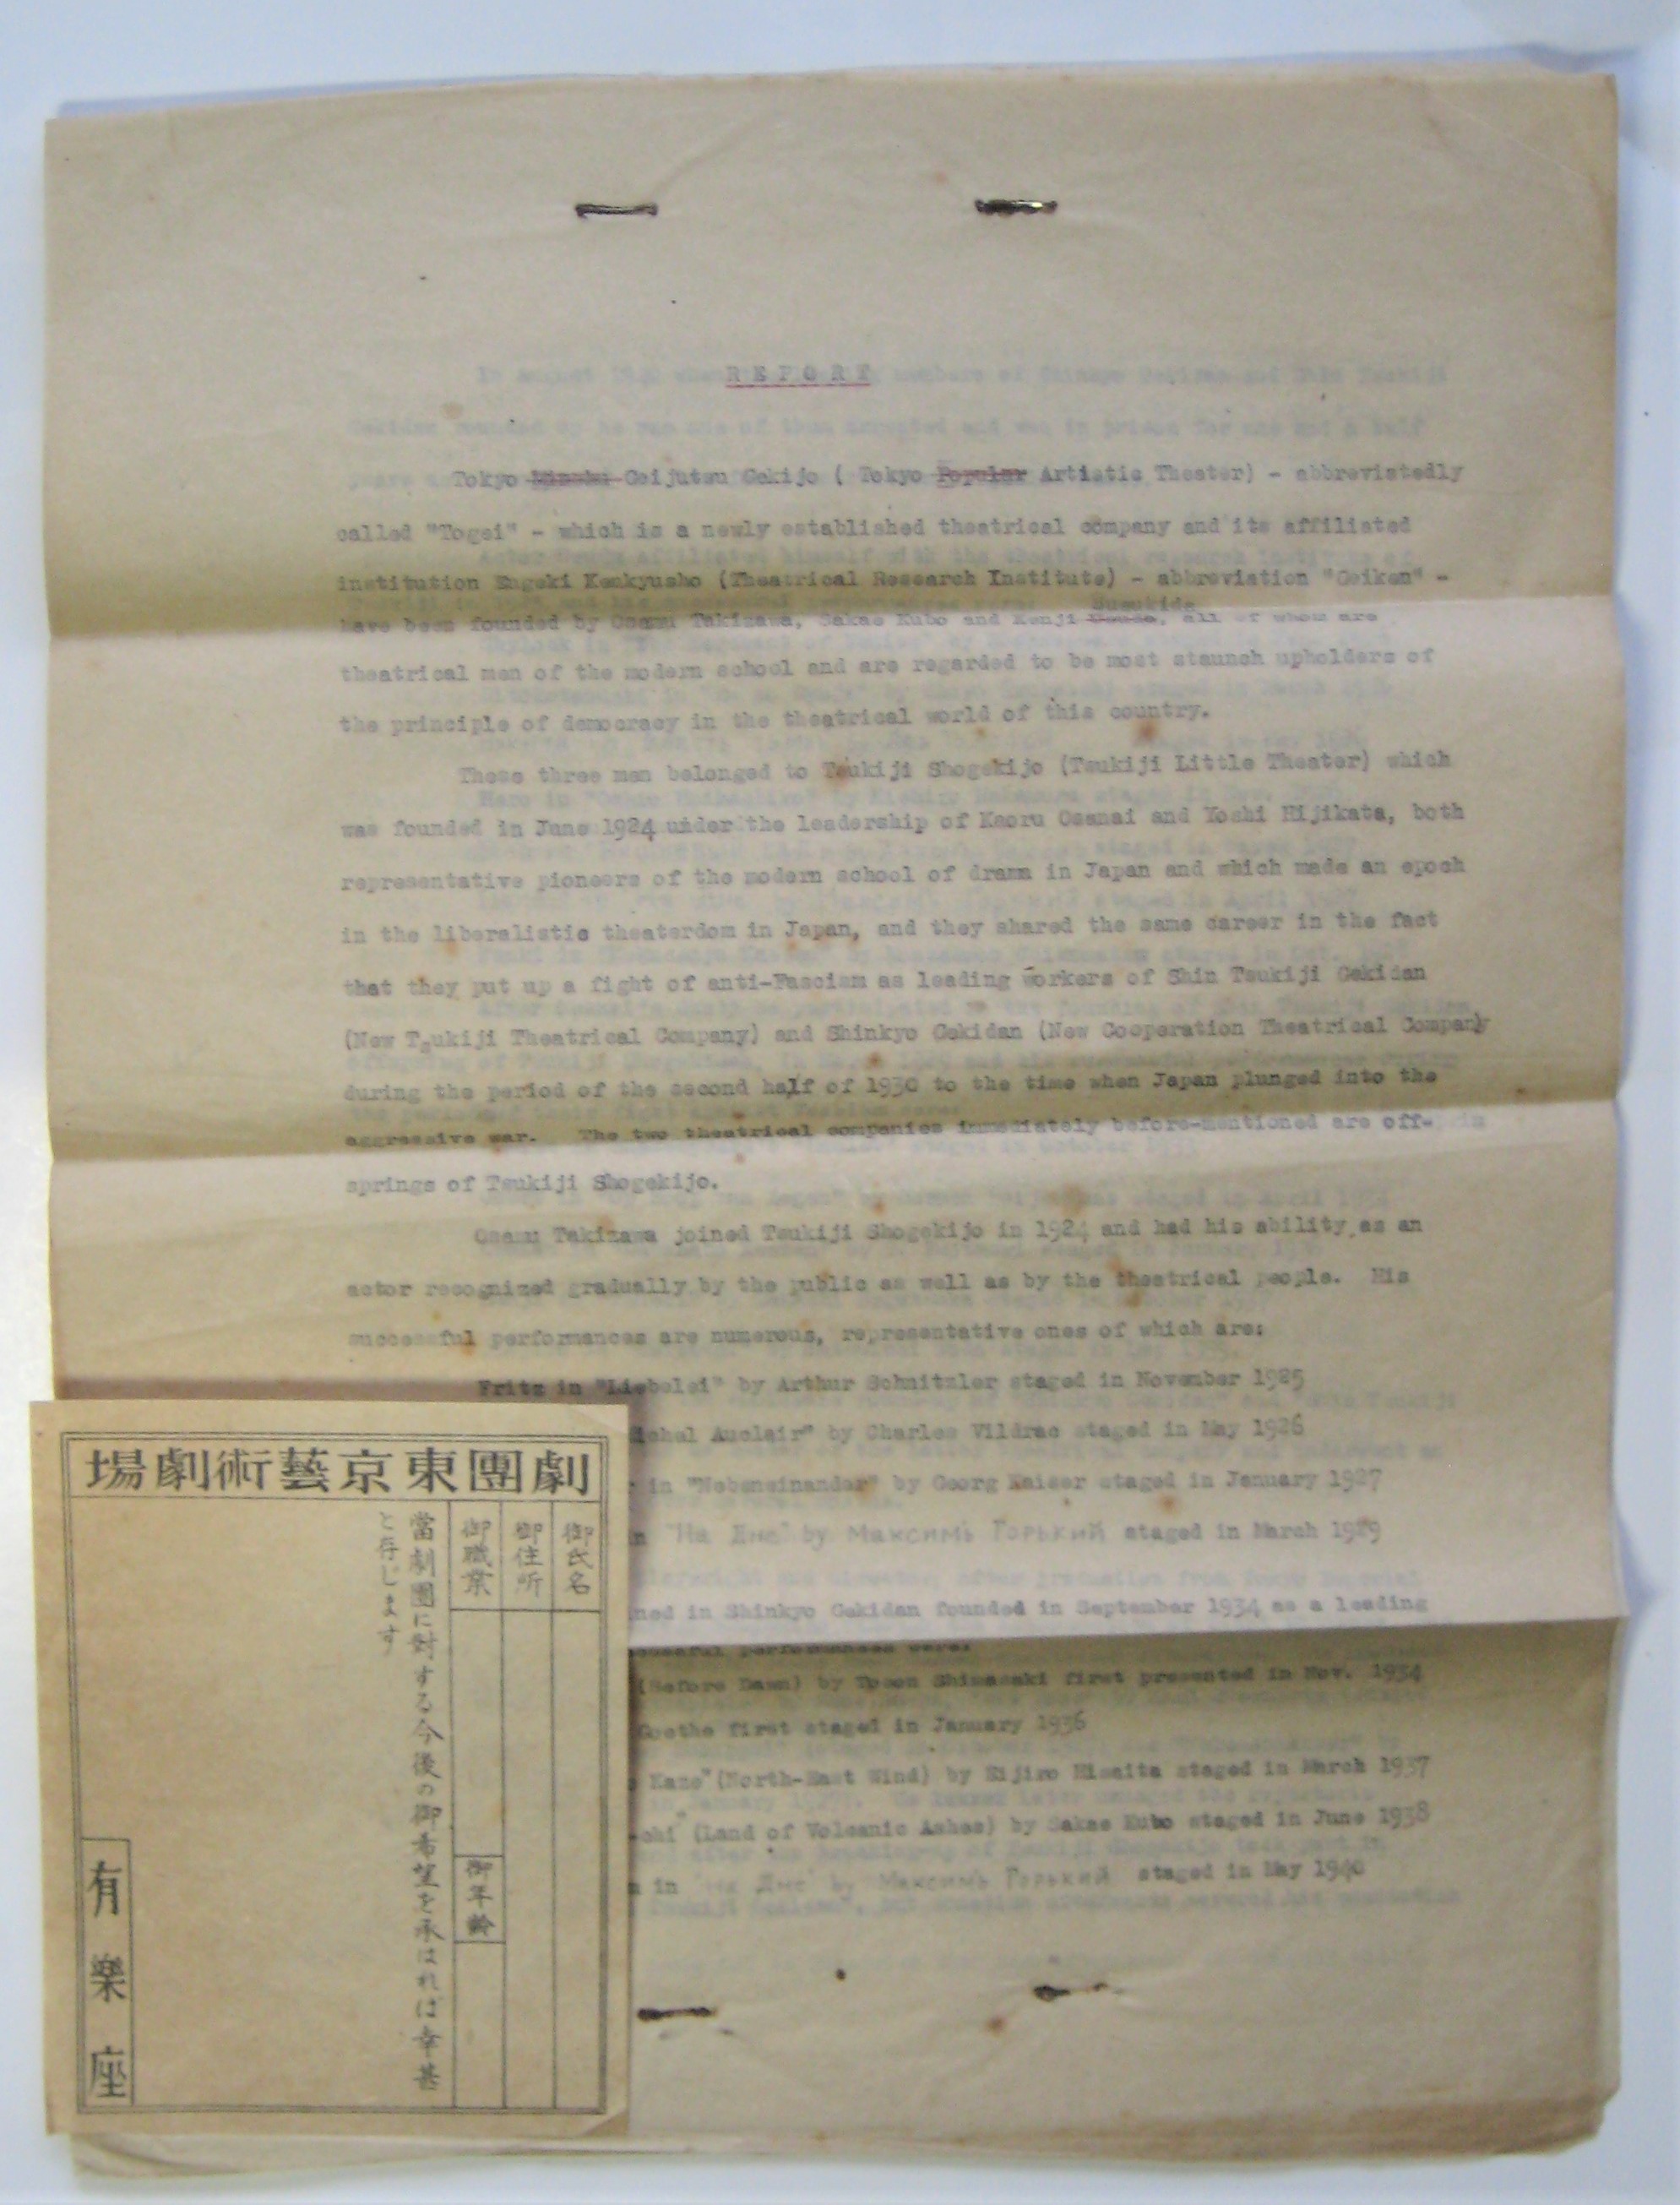 REPORT
Tokyo Minshu Geijutsu Gekijo ( Tokyo Popular Artistic Theater) - abbreviatedly
called "Togei" - which is a newly established theatrical company and its affiliated
institution Engeki Kenkyusho (Theatrical Research Institute) - abbreviation "Geiken" -
Susukida
have been founded by Osamu Takizawa, Sakae Kubo and Kenji, all of whom are
theatrical men of the modern school and are regarded to be most staunch upholders of
the principle of democracy in the theatrical world of this country.
These three men belonged to Tsukiji Shogekijo (Tsukiji Little Theater) which
was founded in June 1924 under the leadership of Kaoru Osanai and Yoshi Hijikata, both
representative pioneers of the modern school of drama in Japan and which made an epoch
in the liberalistic theaterdom in Japan, and they shared the same career in the fact
that they put up a fight of anti-Fascism as leading workers of Shin Tsukiji Gekidan
(New Tsukiji Theatrical Company) and Shinkyo Gekidan (New Cooperation Theatrical Company
during the period of the second half of 1930 to the time when Japan plunged into the
aggressive war. The two theatrical companies immediately before-mentioned are off-
springs of Tsukiji Shogekijo.
Osamu Takizawa joined Tsukiji Shogekijo in 1924 and had his ability as an
actor recognized gradually by the public as well as by the theatrical people. His
successful performances are numerous, representative ones of which are:
Fritz in "Liebelei" by Arthur Schnitzler staged in November 1925
ichel Auclair" by Charles Vildrac staged in May 1926
in "Nebeneinander" by Georg Kaiser staged in January 1927
n "На Дне" by Максимъ Горький staged in March 1929
ned in Shinkyo Gekidan founded in September 1934 as a leading
cessful performances were:
(Before Dawn) by Toson Shimasaki first presented in Nov. 1934
Goethe first staged in January 1936
Kaze" (North-East Wind) by Eijiro Hisaita staged in March 1937
chi" (Land of Volcanic Ashes) by Sakae Kubo staged in June 1938
in "На Дне" by Максимъ Горький staged in May 1940
場劇術藝京東團劇
御氏名
御住所
御職業
御年齢
當劇團に對する今後の御希望を承はれば幸甚
と存じます
有樂座